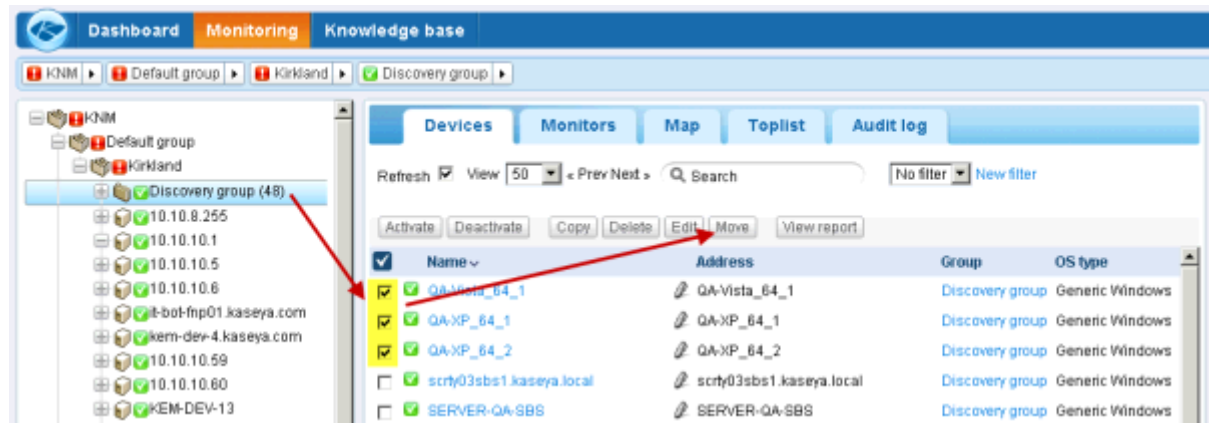 Dashboard Monitoring Knowledge base
KNM Default group Kirkland Discovery group
KNM
Default group
Kirkland
Discovery group (48)
10.10.8.255
10.10.10.1
10.10.10.5
10.10.10.6
it-bot-fnp01.kaseya.com
kem-dev-4.kaseya.com
10.10.10.59
10.10.10.60
KEM-DEV-13
Devices Monitors Map Toplist Audit log
Refresh View 50 « Prev Next » Search No filter New filter
Activate Deactivate Copy Delete Edit Move View report
Name Address Group OS type
QA-Vista_64_1 QA-Vista_64_1 Discovery group Generic Windows
QA-XP_64_1 QA-XP_64_1 Discovery group Generic Windows
QA-XP_64_2 QA-XP_64_2 Discovery group Generic Windows
scrty03sbs1.kaseya.local scrty03sbs1.kaseya.local Discovery group Generic Windows
SERVER-QA-SBS SERVER-QA-SBS Discovery group Generic Windows